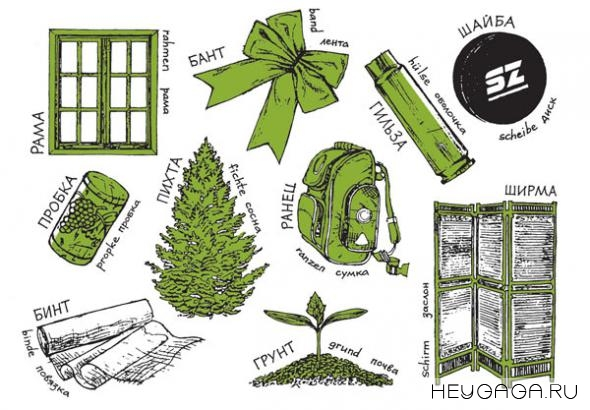 РАМА
rahmen рама
БАНТ
band лента
ГИЛЬЗА
hülse оболочка
ШАЙБА
SZ
scheibe диск
ПРОБКА
propke пробка
ПИХТА
fichte сосна
РАНЕЦ
ranzen сумка
ШИРМА
schirm заслон
БИНТ
binde повязка
ГРУНТ
grund почва
HEYGAGA.RU